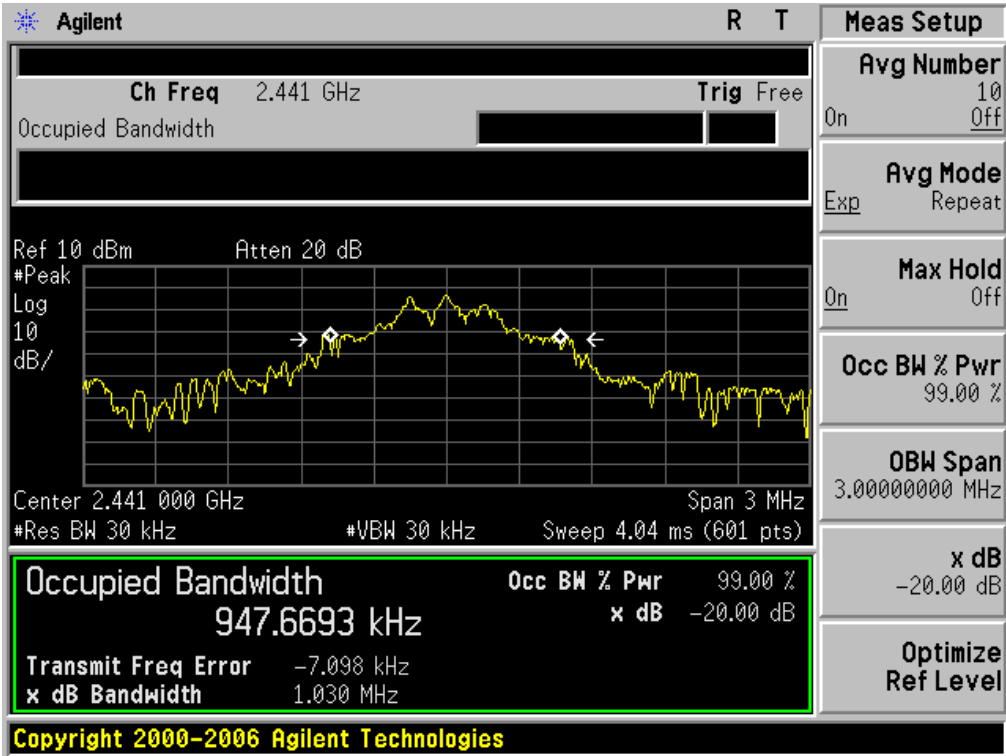 Agilent R T
Meas Setup
Ch Freq 2.441 GHz Trig Free
Occupied Bandwidth
Ref 10 dBm Atten 20 dB
#Peak
Log
10
dB/
Center 2.441 000 GHz Span 3 MHz
#Res BW 30 kHz #VBW 30 kHz Sweep 4.04 ms (601 pts)
Occupied Bandwidth Occ BW % Pwr 99.00 %
947.6693 kHz x dB -20.00 dB
Transmit Freq Error -7.098 kHz
x dB Bandwidth 1.030 MHz
Avg Number
10
On Off
Avg Mode
Exp Repeat
Max Hold
On Off
Occ BW % Pwr
99.00 %
OBW Span
3.00000000 MHz
x dB
-20.00 dB
Optimize
Ref Level
Copyright 2000-2006 Agilent Technologies